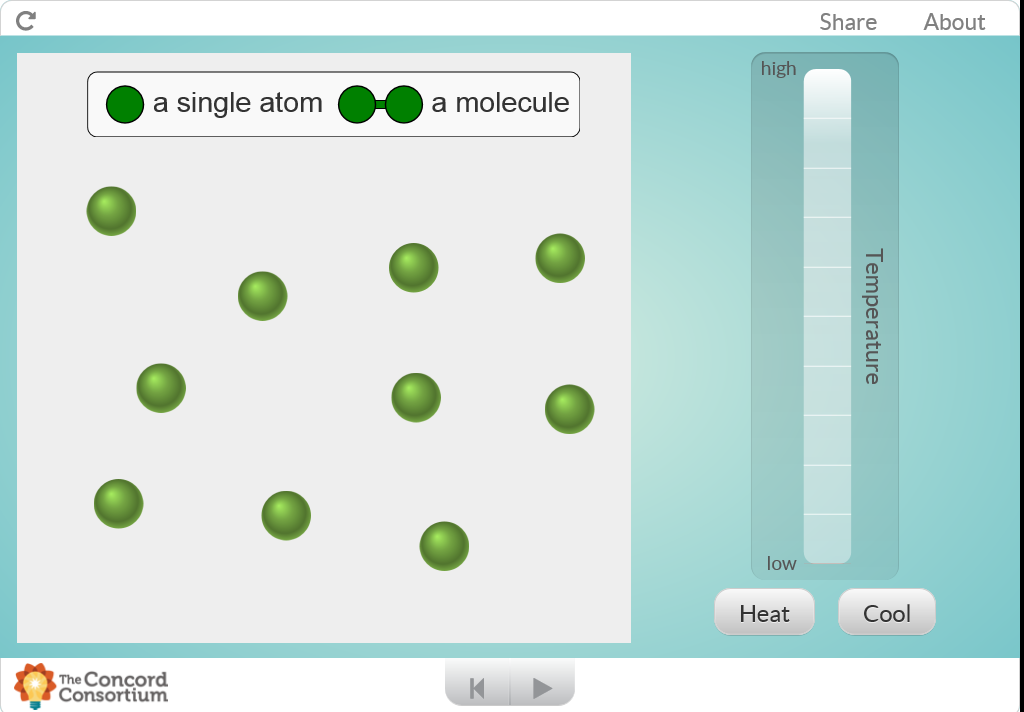 Share About
a single atom a molecule
high
Temperature
low
Heat Cool
The Concord
Consortium